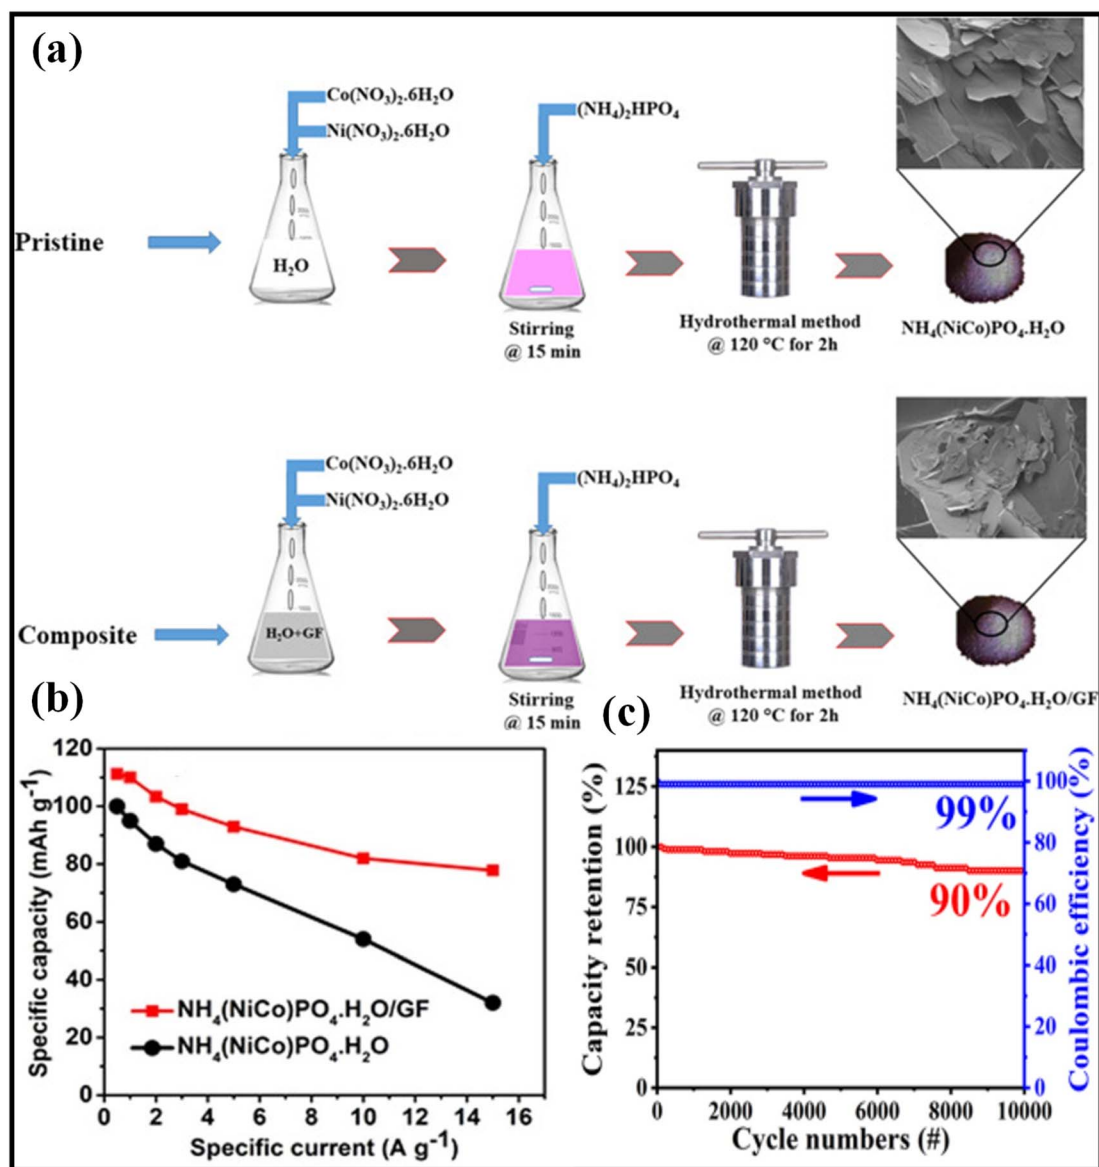 (a)
Co(NO₃)₂.6H₂O
Ni(NO₃)₂.6H₂O
(NH₄)₂HPO₄
Pristine
H₂O
Stirring
@ 15 min
Hydrothermal method
@ 120 °C for 2h
NH₄(NiCo)PO₄.H₂O
Co(NO₃)₂.6H₂O
Ni(NO₃)₂.6H₂O
(NH₄)₂HPO₄
Composite
H₂O+GF
Stirring
@ 15 min
Hydrothermal method
@ 120 °C for 2h
NH₄(NiCo)PO₄.H₂O/GF
(b)
Specific capacity (mAh g⁻¹)
120
100
80
60
40
20
0
NH₄(NiCo)PO₄.H₂O/GF
NH₄(NiCo)PO₄.H₂O
0 2 4 6 8 10 12 14 16
Specific current (A g⁻¹)
(c)
Capacity retention (%)
125
100
75
50
25
0
99%
90%
100
80
60
40
20
0
Coulombic efficiency (%)
0 2000 4000 6000 8000 10000
Cycle numbers (#)